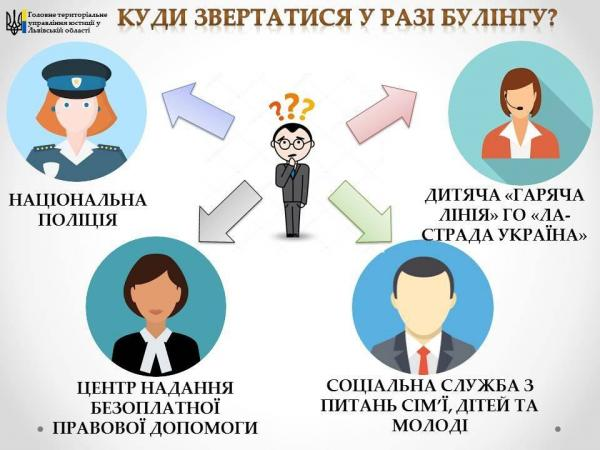 Головне територіальне
управління юстиції у
Львівській області
КУДИ ЗВЕРТАТИСЯ У РАЗІ БУЛІНГУ?
???
НАЦІОНАЛЬНА
ПОЛІЦІЯ
ДИТЯЧА «ГАРЯЧА
ЛІНІЯ» ГО «ЛА-
СТРАДА УКРАЇНА»
ЦЕНТР НАДАННЯ
БЕЗОПЛАТНОЇ
ПРАВОВОЇ ДОПОМОГИ
СОЦІАЛЬНА СЛУЖБА З
ПИТАНЬ СІМ’Ї, ДІТЕЙ ТА
МОЛОДІ